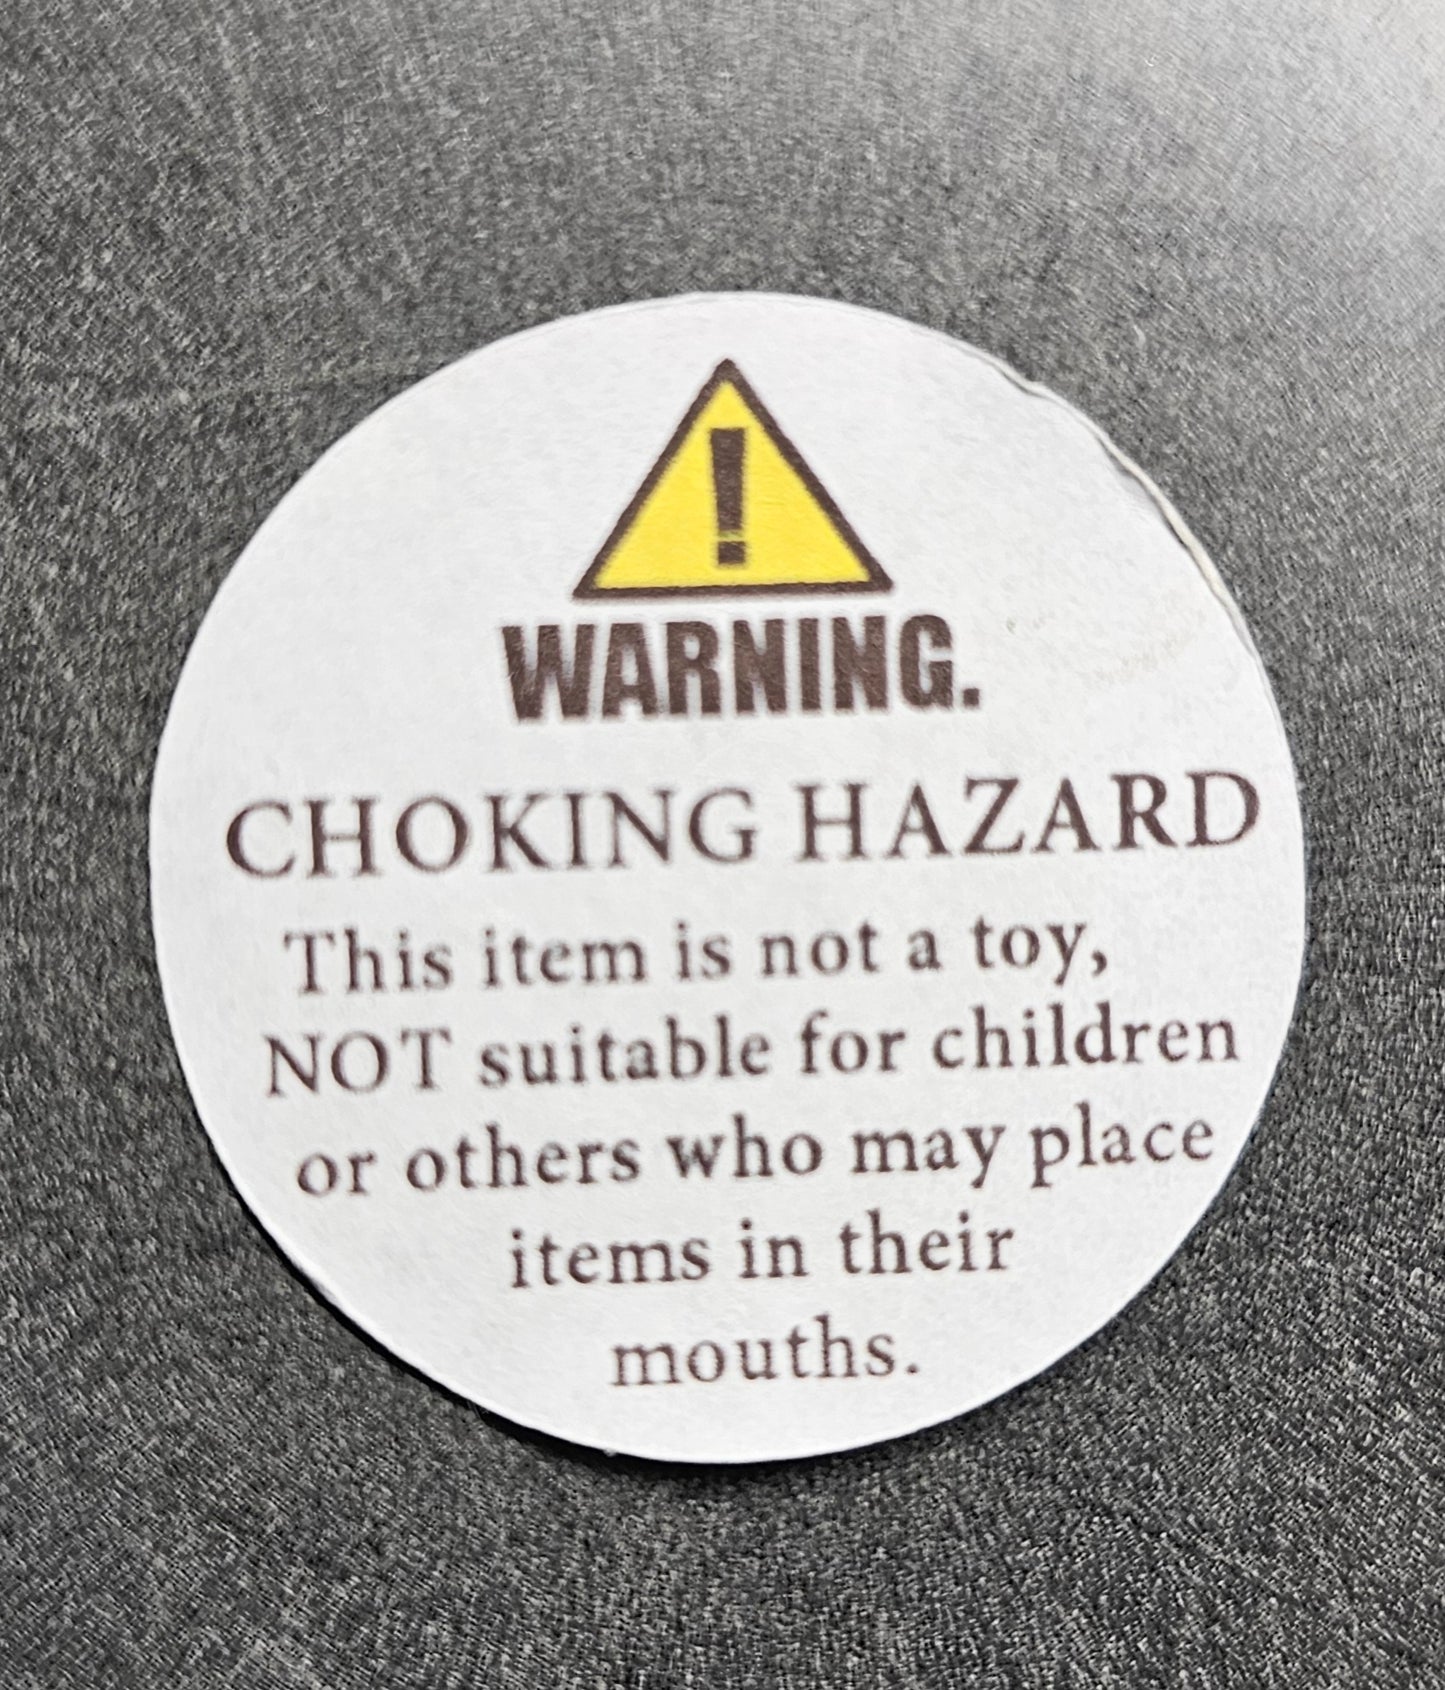 !
WARNING.
CHOKING HAZARD
This item is not a toy,
NOT suitable for children
or others who may place
items in their
mouths.